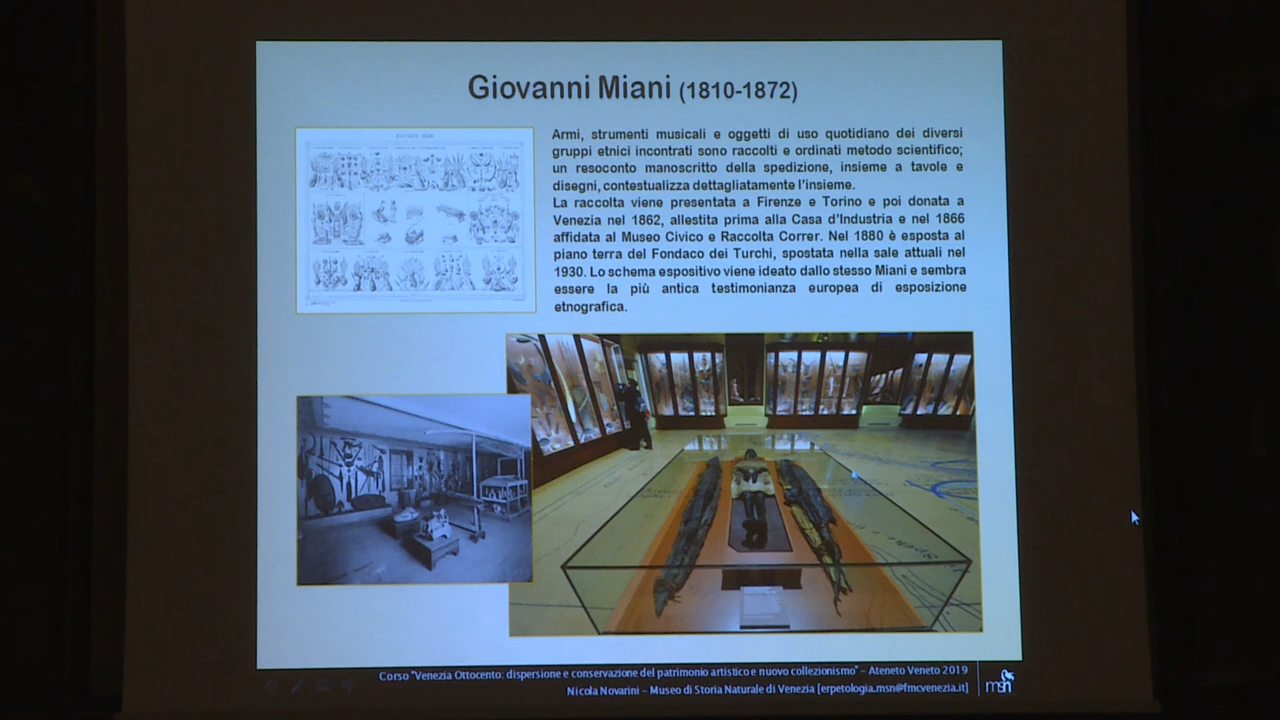 Giovanni Miani (1810-1872)
Armi, strumenti musicali e oggetti di uso quotidiano dei diversi
gruppi etnici incontrati sono raccolti e ordinati metodo scientifico;
un resoconto manoscritto della spedizione, insieme a tavole e
disegni, contestualizza dettagliatamente l'insieme.
La raccolta viene presentata a Firenze e Torino e poi donata a
Venezia nel 1862, allestita prima alla Casa d'Industria e nel 1866
affidata al Museo Civico e Raccolta Correr. Nel 1880 è esposta al
piano terra del Fondaco dei Turchi, spostata nella sale attuali nel
1930. Lo schema espositivo viene ideato dallo stesso Miani e sembra
essere la più antica testimonianza europea di esposizione
etnografica.
Corso "Venezia Ottocento: dispersione e conservazione del patrimonio artistico e nuovo collezionismo" – Ateneto Veneto 2019
Nicola Novarini – Museo di Storia Naturale di Venezia [erpetologia.msn@fmcvenezia.it]
msn